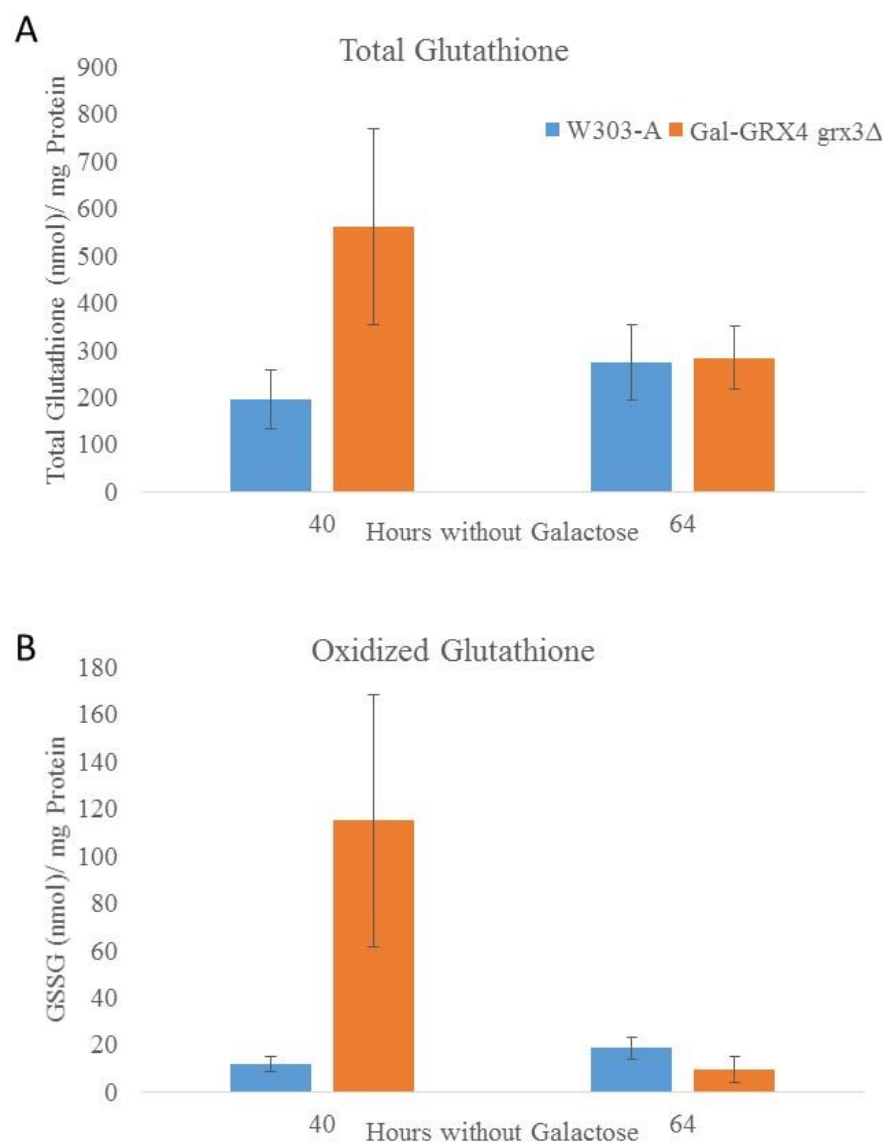 A
Total Glutathione
900
800
700
600
500
400
300
200
100
0
Total Glutathione (nmol)/ mg Protein
W303-A
Gal-GRX4 grx3Δ
40
64
Hours without Galactose
B
Oxidized Glutathione
180
160
140
120
100
80
60
40
20
0
GSSG (nmol)/ mg Protein
40
64
Hours without Galactose